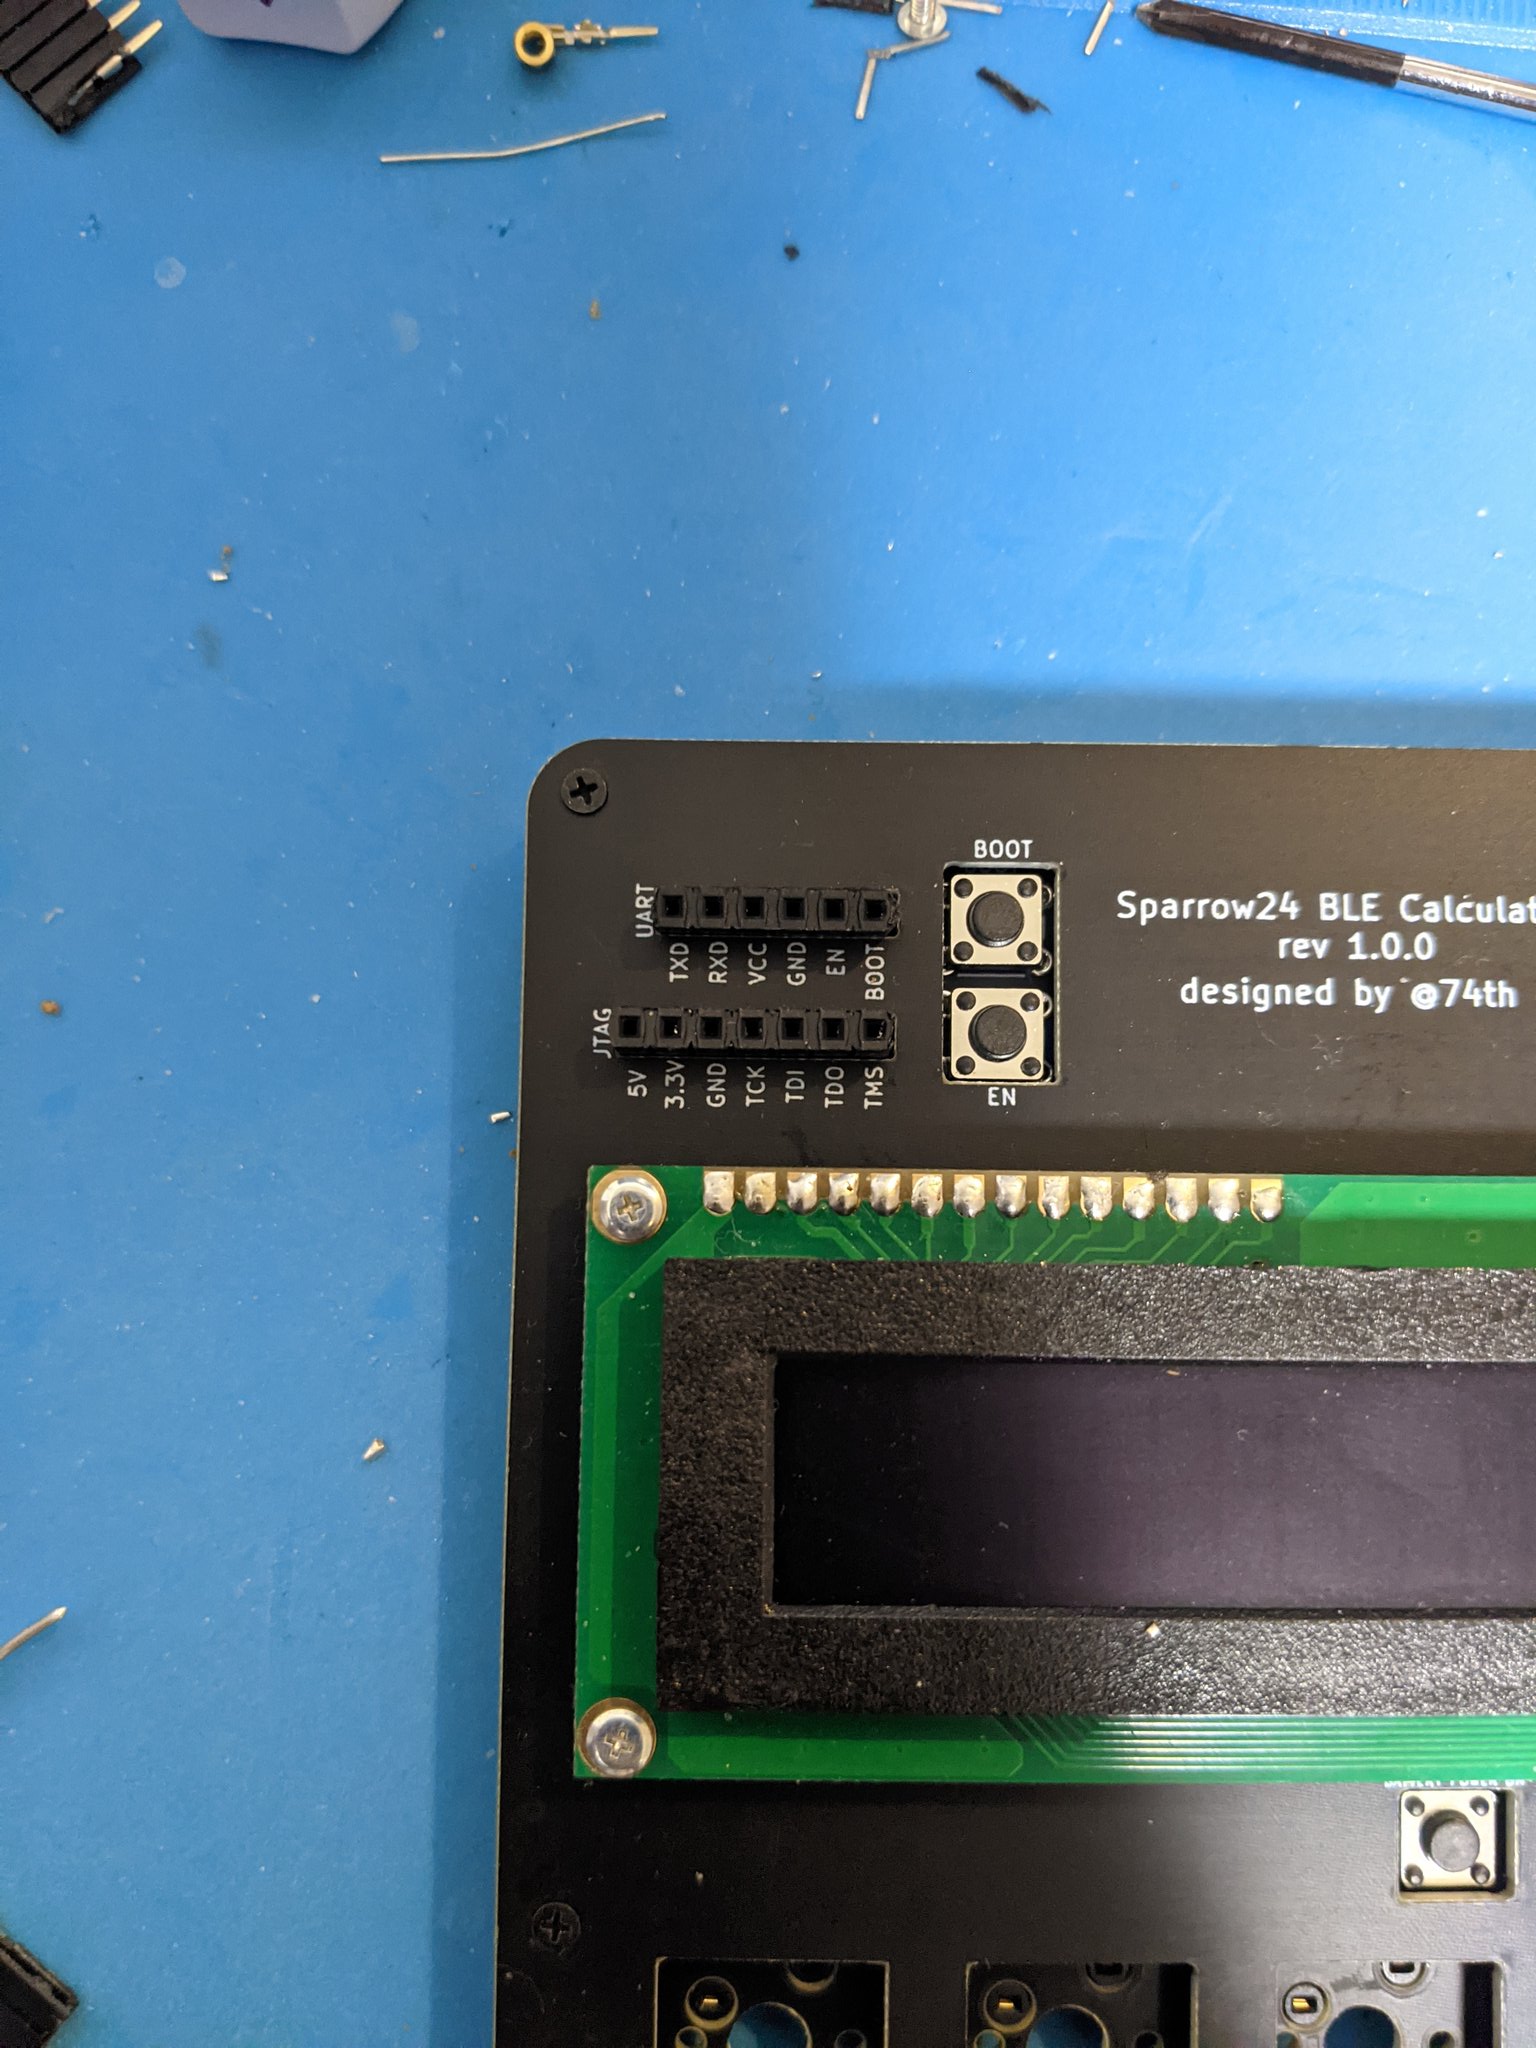 BOOT
UART
TXD
RXD
VCC
GND
EN
BOOT
JTAG
5V
3.3V
GND
TCK
TDI
TDO
TMS
EN
Sparrow24 BLE Calculat
rev 1.0.0
designed by @74th